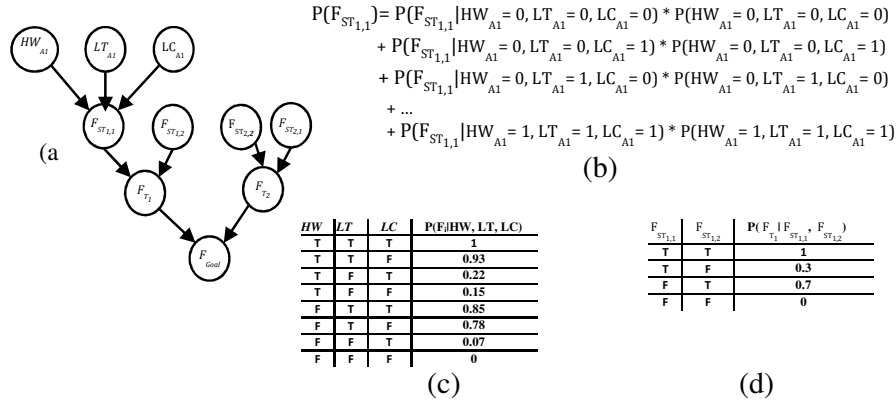 HW_A1 LT_A1 LC_A1
F_ST1,1 F_ST1,2 F_ST2,2 F_ST2,1
(a
F_T1 F_T2
F_Goal
P(F_ST1,1)= P(F_ST1,1|HW_A1= 0, LT_A1= 0, LC_A1= 0) * P(HW_A1= 0, LT_A1= 0, LC_A1= 0)
+ P(F_ST1,1|HW_A1= 0, LT_A1= 0, LC_A1= 1) * P(HW_A1= 0, LT_A1= 0, LC_A1= 1)
+ P(F_ST1,1|HW_A1= 0, LT_A1= 1, LC_A1= 0) * P(HW_A1= 0, LT_A1= 1, LC_A1= 0)
+ ...
+ P(F_ST1,1|HW_A1= 1, LT_A1= 1, LC_A1= 1) * P(HW_A1= 1, LT_A1= 1, LC_A1= 1)
(b)
HW LT LC P(Fi|HW, LT, LC)
T T T 1
T T F 0.93
T F T 0.22
T F F 0.15
F T T 0.85
F T F 0.78
F F T 0.07
F F F 0
(c)
F_ST1,1 F_ST1,2 P( F_T1 | F_ST1,1, F_ST1,2)
T T 1
T F 0.3
F T 0.7
F F 0
(d)